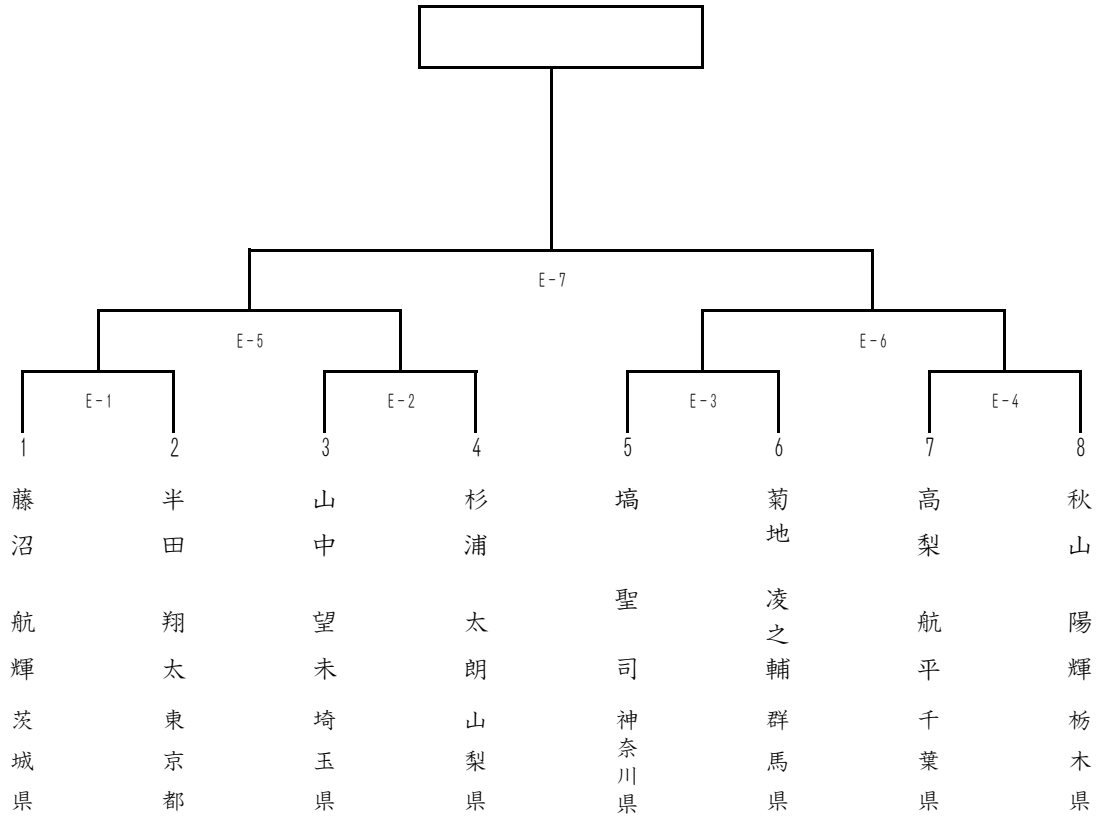 E-7
E-5
E-6
E-1
E-2
E-3
E-4
1
2
3
4
5
6
7
8
藤沼 航輝
茨城県
半田 翔太
東京都
山中 望未
埼玉県
杉浦 太朗
山梨県
塙 聖司
神奈川県
菊地 凌之輔
群馬県
高梨 航平
千葉県
秋山 陽輝
栃木県